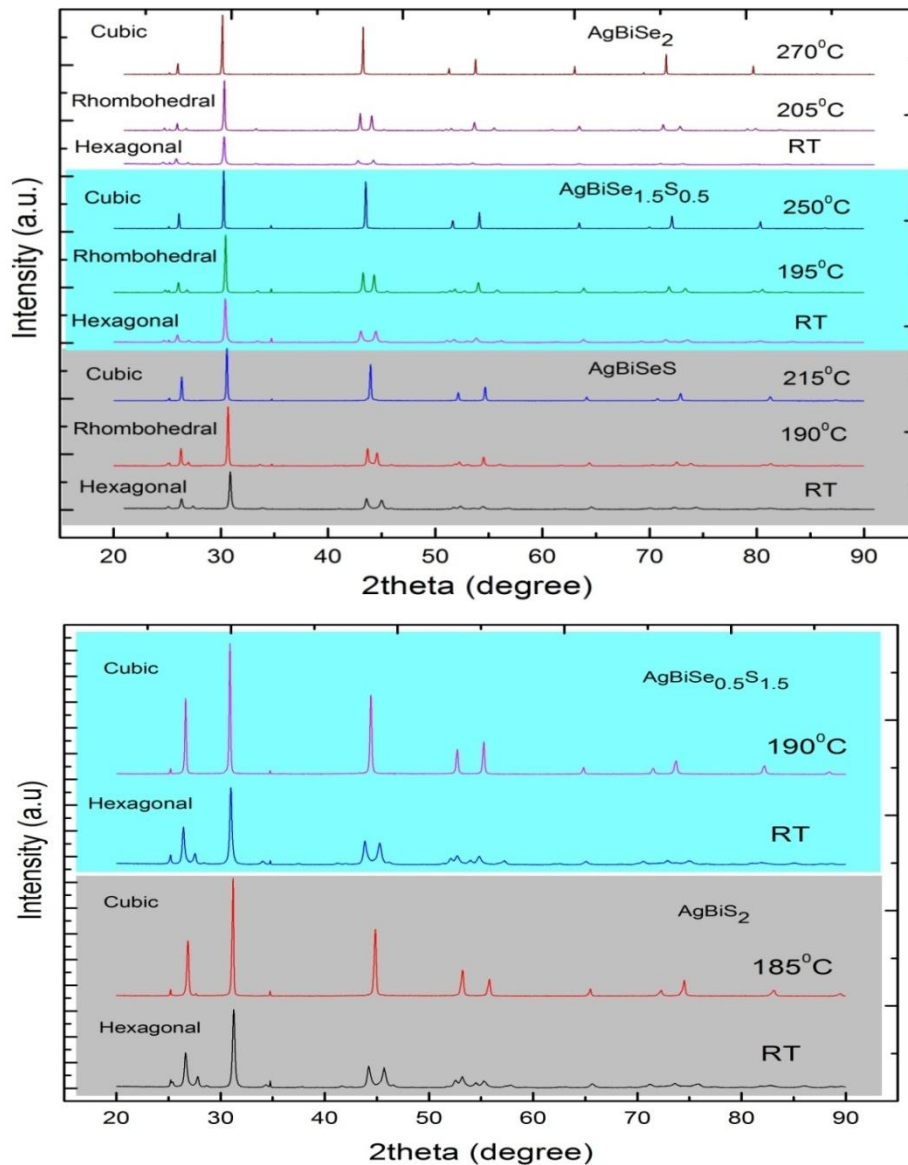 Cubic AgBiSe2 270°C
Rhombohedral 205°C
Hexagonal RT
Cubic AgBiSe1.5S0.5 250°C
Rhombohedral 195°C
Hexagonal RT
Cubic AgBiSeS 215°C
Rhombohedral 190°C
Hexagonal RT
Intensity (a.u.)
20 30 40 50 60 70 80 90
2theta (degree)
Cubic AgBiSe0.5S1.5
190°C
Hexagonal RT
Cubic AgBiS2
185°C
Hexagonal RT
Intensity (a.u)
20 30 40 50 60 70 80 90
2theta (degree)